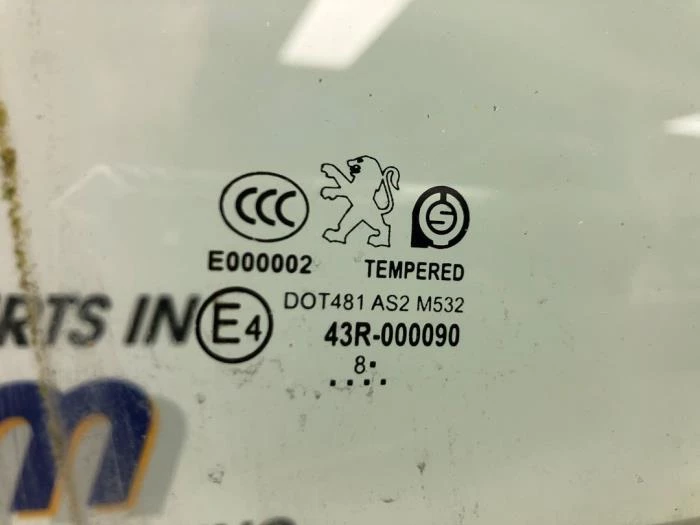 CCC
S
E000002 TEMPERED
DOT481 AS2 M532
RTS IN
E4
43R-000090
8
m